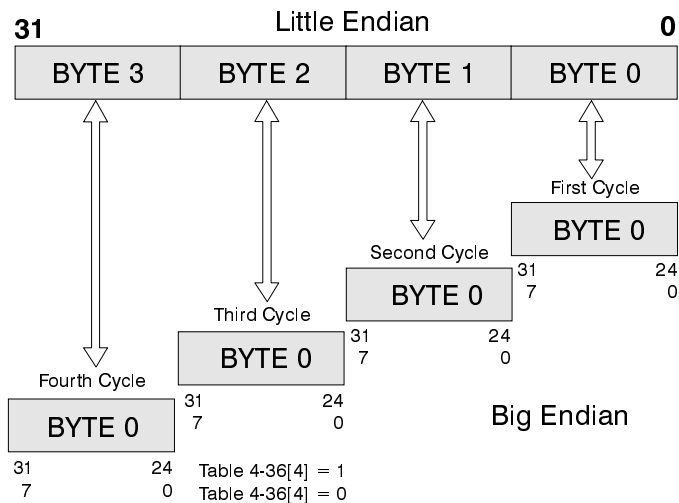 Little Endian
31 0
BYTE 3 BYTE 2 BYTE 1 BYTE 0
First Cycle
BYTE 0
31 24
7 0
Second Cycle
BYTE 0
31 24
7 0
Third Cycle
BYTE 0
31 24
7 0
Fourth Cycle
BYTE 0
31 24
7 0
Big Endian
Table 4-36[4] = 1
Table 4-36[4] = 0